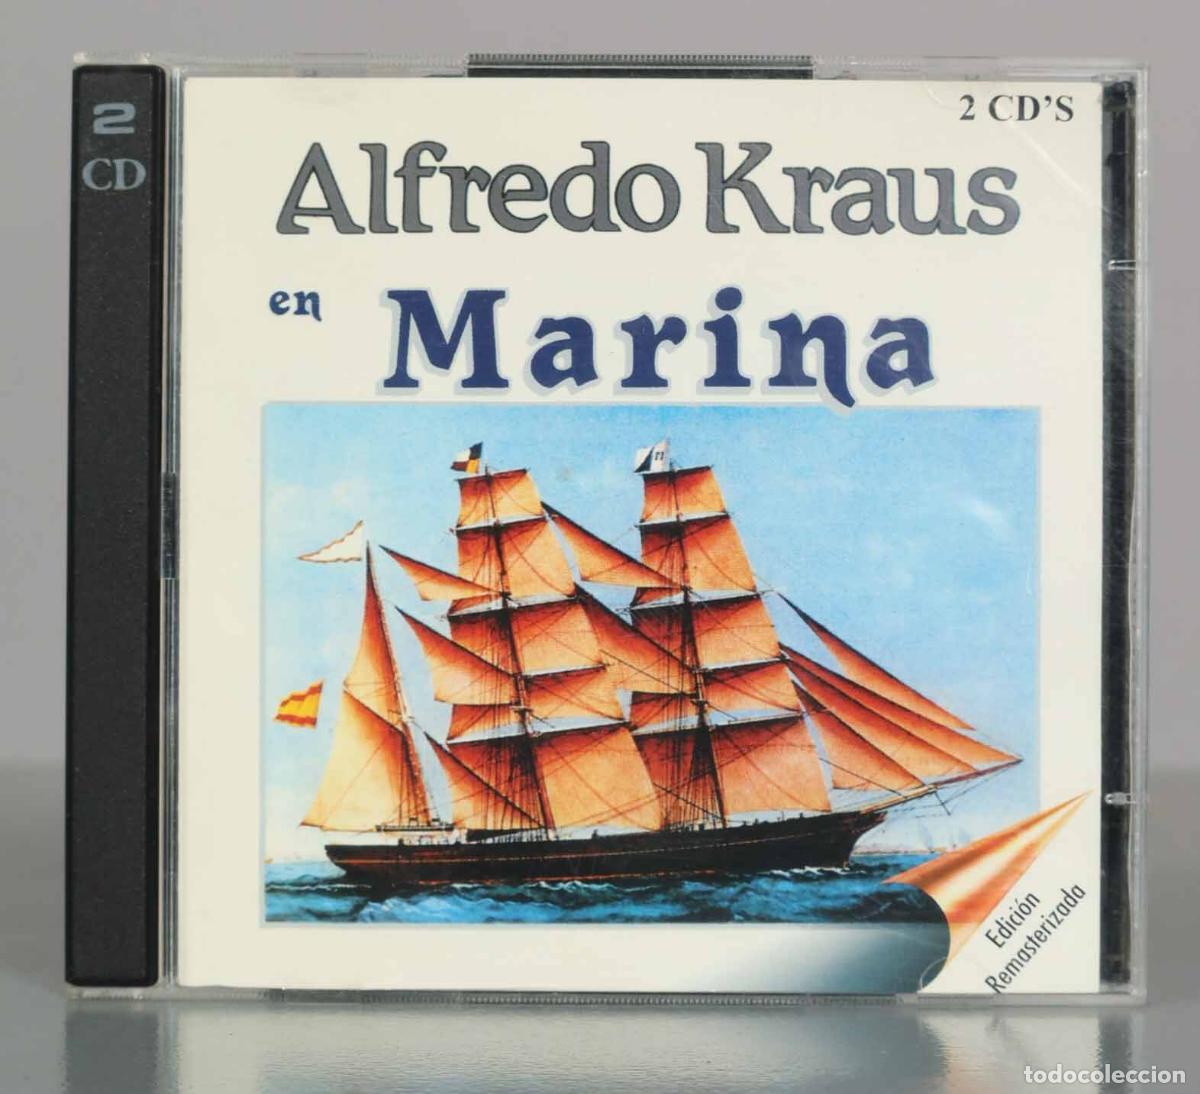 2
CD
2 CD'S
Alfredo Kraus
en Marina
Edición
Remasterizada
todocoleccion